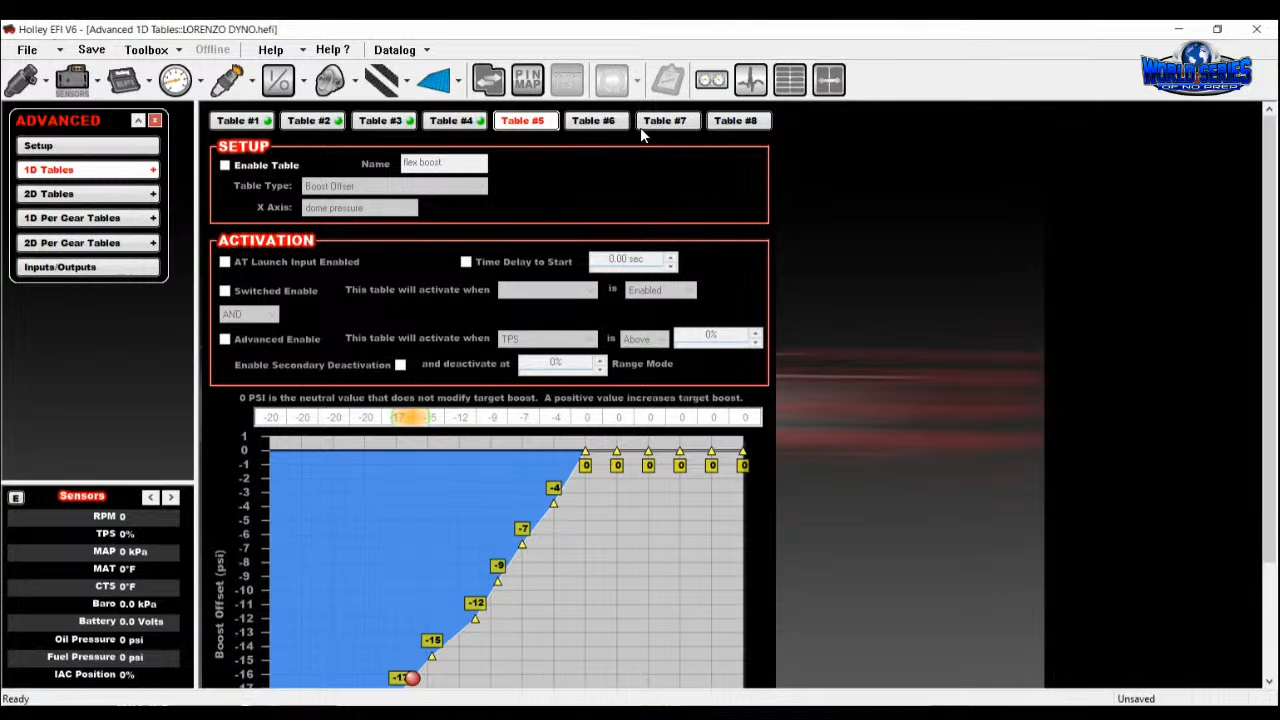 Holley EFI V6 - [Advanced 1D Tables::LORENZO DYNO.hefi]
File Save Toolbox Offline Help Help ? Datalog
SENSORS I/O PIN MAP
WORLD SERIES
OF NO PREP
ADVANCED
Setup
1D Tables +
2D Tables +
1D Per Gear Tables +
2D Per Gear Tables +
Inputs/Outputs
Table #1 Table #2 Table #3 Table #4 Table #5 Table #6 Table #7 Table #8
SETUP
Enable Table Name flex boost
Table Type: Boost Offset
X Axis: dome pressure
ACTIVATION
AT Launch Input Enabled Time Delay to Start 0.00 sec
Switched Enable This table will activate when is Enabled
AND
Advanced Enable This table will activate when TPS is Above 0%
Enable Secondary Deactivation and deactivate at 0% Range Mode
0 PSI is the neutral value that does not modify target boost. A positive value increases target boost.
-20 -20 -20 -20 -17 -12 -9 -7 -4 0 0 0 0 0 0
1
0
-1
-2
-3
-4
-5
-6
-7
-8
-9
-10
-11
-12
-13
-14
-15
-16
Boost Offset (psi)
-17 -15 -12 -9 -7 -4 0 0 0 0 0 0
E Sensors < >
RPM 0
TPS 0%
MAP 0 kPa
MAT 0°F
CTS 0°F
Baro 0.0 kPa
Battery 0.0 Volts
Oil Pressure 0 psi
Fuel Pressure 0 psi
IAC Position 0%
Ready Unsaved